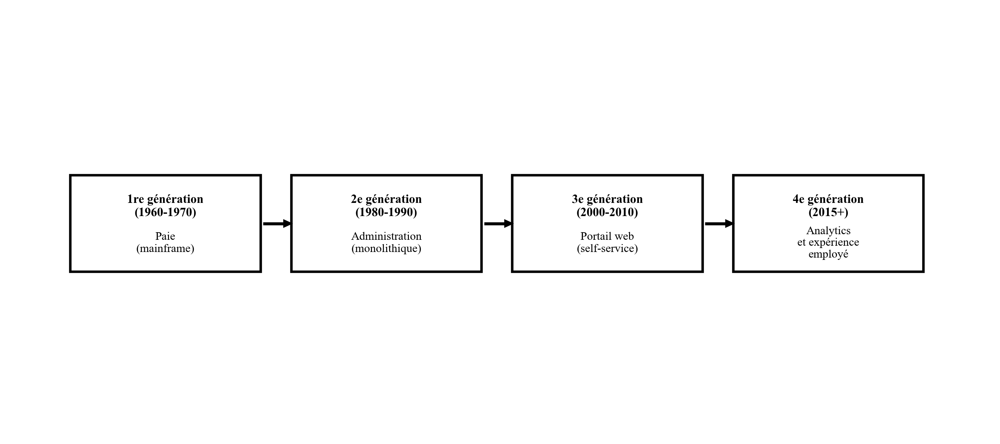 1re génération
(1960-1970)
Paie
(mainframe)
2e génération
(1980-1990)
Administration
(monolithique)
3e génération
(2000-2010)
Portail web
(self-service)
4e génération
(2015+)
Analytics
et expérience
employé